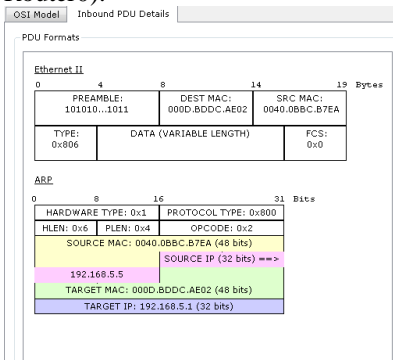 Router0).
OSI Model Inbound PDU Details
PDU Formats
Ethernet II
0 4 8 14 19 Bytes
PREAMBLE: DEST MAC: SRC MAC:
101010...1011 000D.BDDC.AE02 0040.0BBC.B7EA
TYPE: DATA (VARIABLE LENGTH) FCS:
0x806 0x0
ARP
0 8 16 31 Bits
HARDWARE TYPE: 0x1 PROTOCOL TYPE: 0x800
HLEN: 0x6 PLEN: 0x4 OPCODE: 0x2
SOURCE MAC: 0040.0BBC.B7EA (48 bits)
SOURCE IP (32 bits) ==>
192.168.5.5
TARGET MAC: 000D.BDDC.AE02 (48 bits)
TARGET IP: 192.168.5.1 (32 bits)